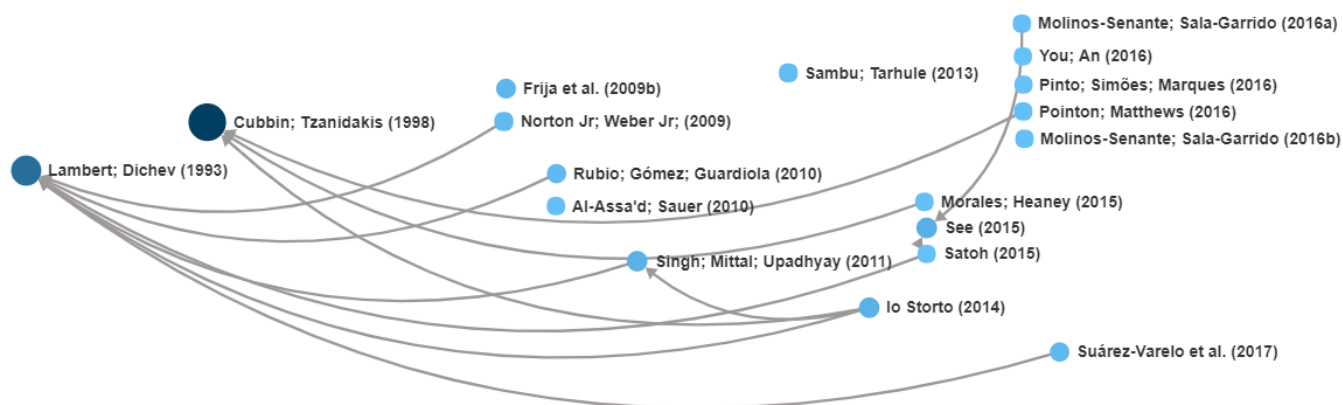 Molinos-Senante; Sala-Garrido (2016a)
You; An (2016)
Sambu; Tarhule (2013)
Pinto; Simões; Marques (2016)
Frija et al. (2009b)
Pointon; Matthews (2016)
Cubbin; Tzanidakis (1998)
Norton Jr; Weber Jr; (2009)
Molinos-Senante; Sala-Garrido (2016b)
Lambert; Dichev (1993)
Rubio; Gómez; Guardiola (2010)
Morales; Heaney (2015)
Al-Assa'd; Sauer (2010)
See (2015)
Satoh (2015)
Singh; Mittal; Upadhyay (2011)
lo Storto (2014)
Suárez-Varelo et al. (2017)